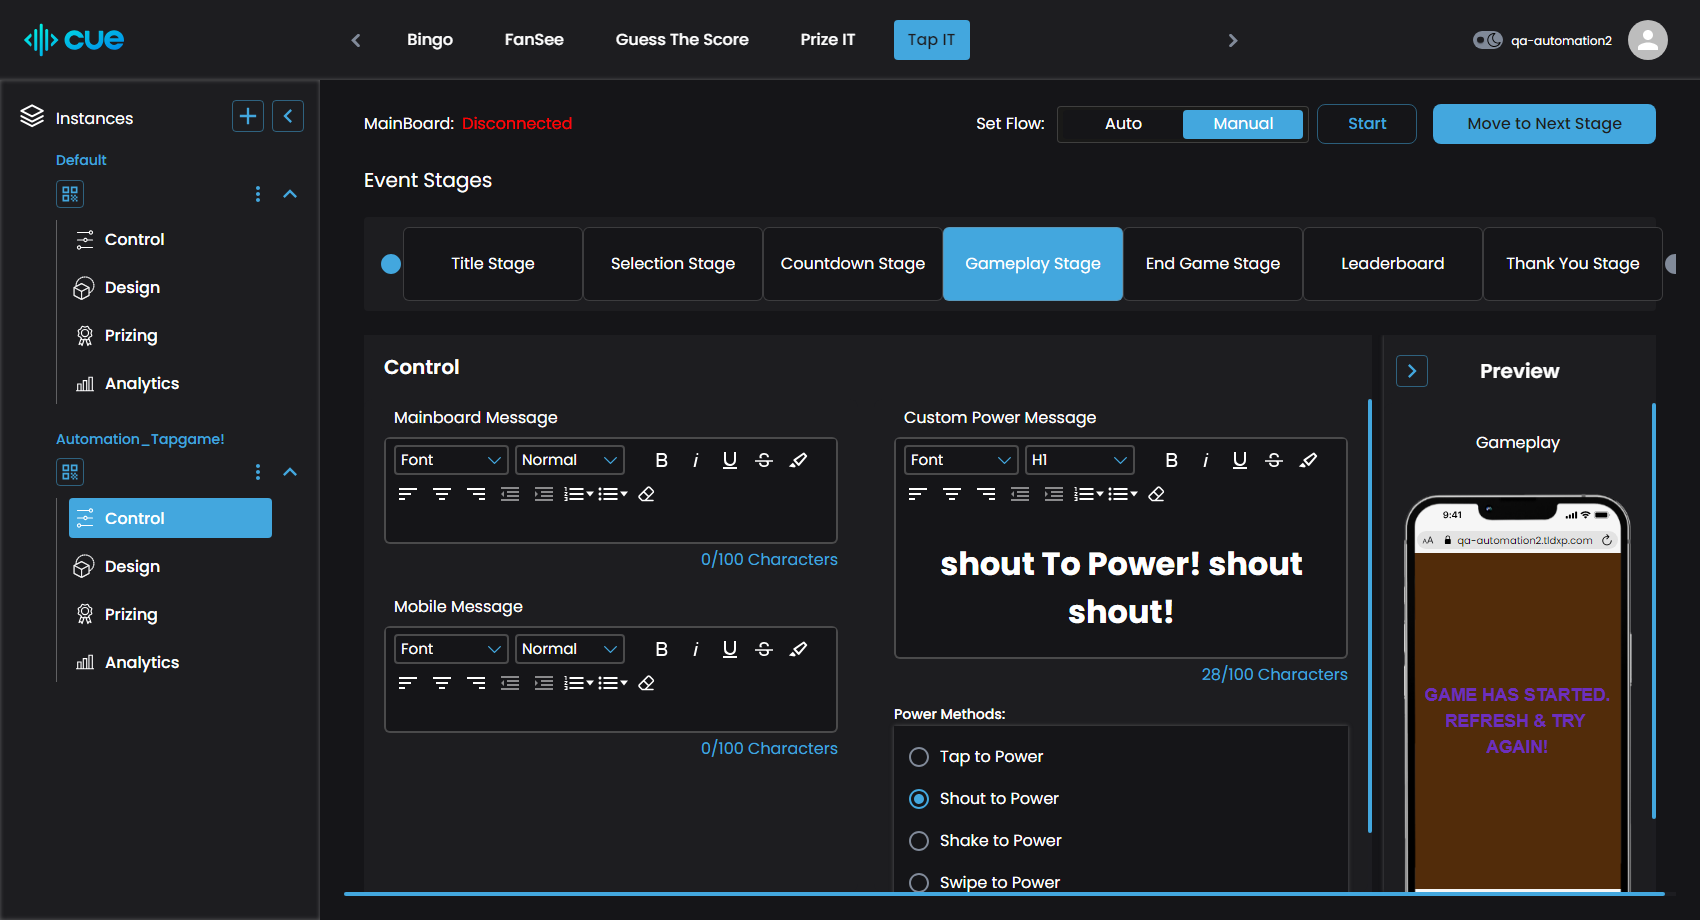 cue
Bingo
FanSee
Guess The Score
Prize IT
Tap IT
qa-automation2
Instances
Default
Control
Design
Prizing
Analytics
Automation_Tapgame!
Control
Design
Prizing
Analytics
MainBoard: Disconnected
Set Flow:
Auto
Manual
Start
Move to Next Stage
Event Stages
Title Stage
Selection Stage
Countdown Stage
Gameplay Stage
End Game Stage
Leaderboard
Thank You Stage
Control
Mainboard Message
Font
Normal
B i U S
0/100 Characters
Mobile Message
Font
Normal
B i U S
0/100 Characters
Custom Power Message
Font
H1
B i U S
shout To Power! shout
shout!
28/100 Characters
Power Methods:
Tap to Power
Shout to Power
Shake to Power
Swipe to Power
Preview
Gameplay
9:41
AA qa-automation2.tldxp.com
GAME HAS STARTED.
REFRESH & TRY
AGAIN!